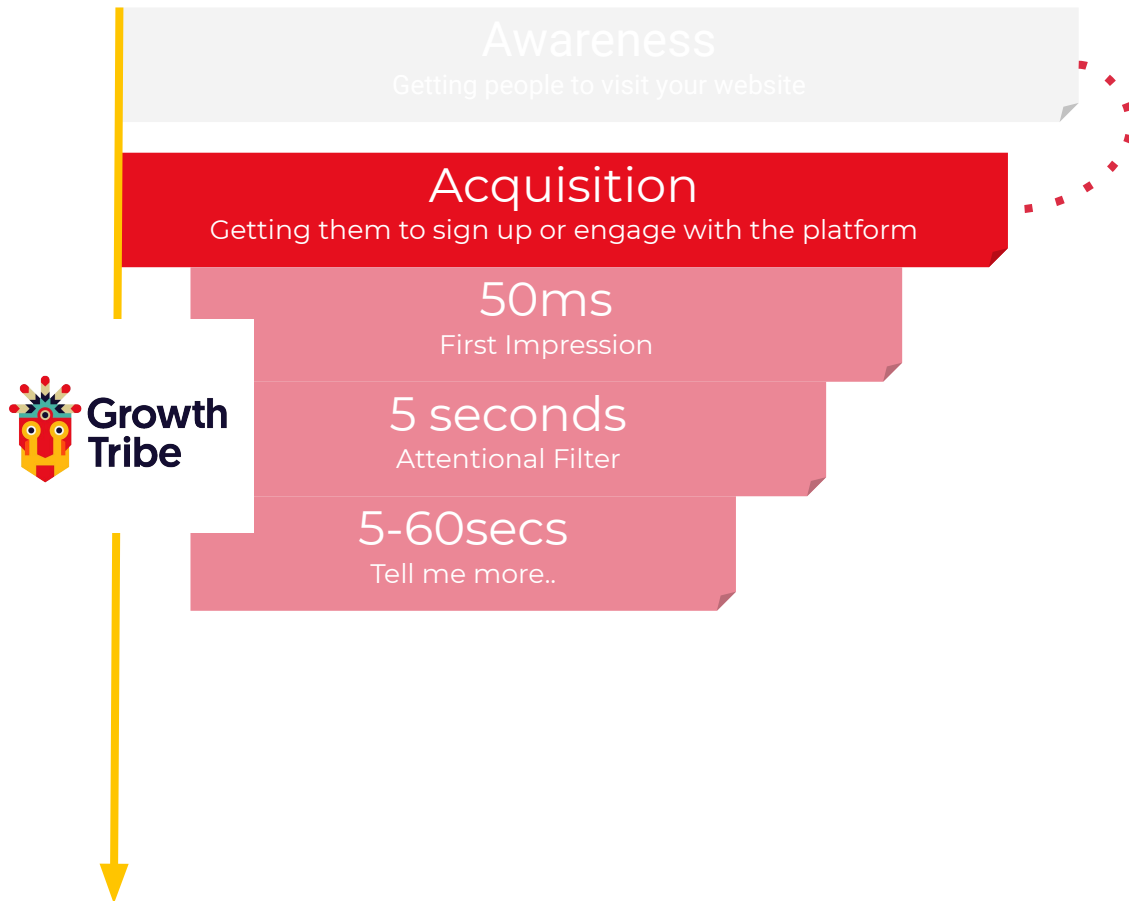 Awareness
Getting people to visit your website
Acquisition
Getting them to sign up or engage with the platform
50ms
First Impression
5 seconds
Attentional Filter
5-60secs
Tell me more..
Growth
Tribe